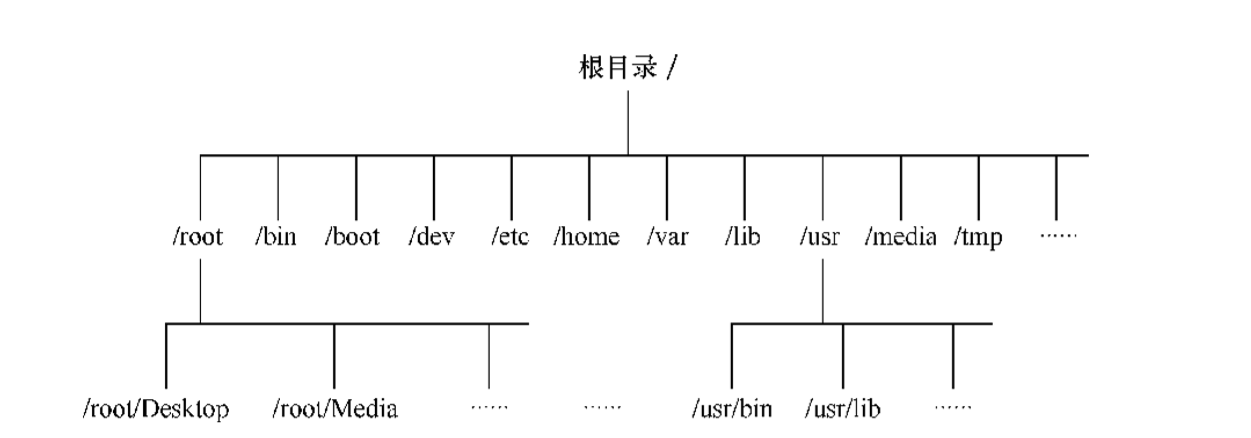 根目录 /
/root /bin /boot /dev /etc /home /var /lib /usr /media /tmp ······
/root/Desktop /root/Media ······ ······ /usr/bin /usr/lib ······